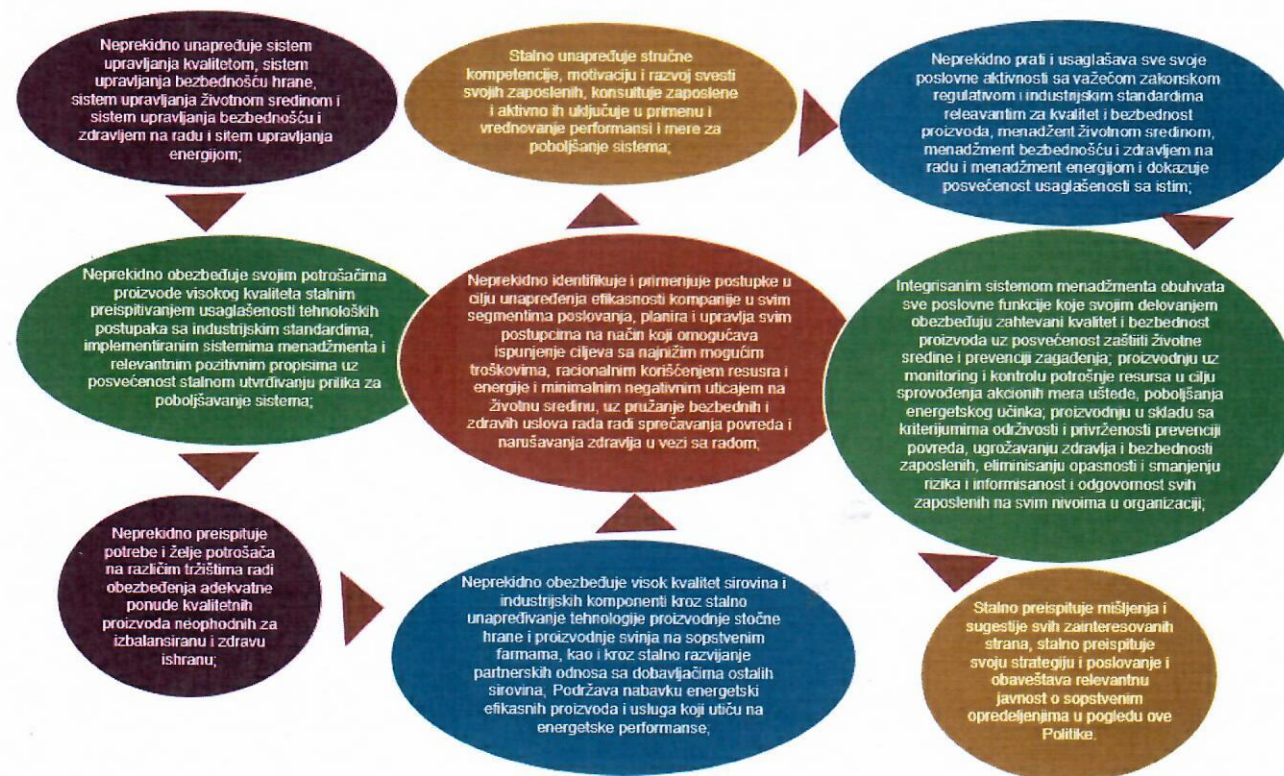 Neprekidno unapređuje sistem
upravljanja kvalitetom, sistem
upravljanja bezbednošću hrane,
sistem upravljanja životnom sredinom i
sistem upravljanja bezbednošću i
zdravljem na radu i sitem upravljanja
energijom;
Neprekidno obezbeđuje svojim potrošačima
proizvode visokog kvaliteta stalnim
preispitivanjem usaglašenosti tehnoloških
postupaka sa industrijskim standardima,
implementiranim sistemima menadžmenta i
relevantnim pozitivnim propisima uz
posvećenost stalnom utvrđivanju prilika za
poboljšavanje sistema;
Neprekidno preispituje
potrebe i želje potrošača
na različim tržištima radi
obezbeđenja adekvatne
ponude kvalitetnih
proizvoda neophodnih za
izbalansiranu i zdravu
ishranu;
Neprekidno obezbeđuje visok kvalitet sirovina i
industrijskih komponenti kroz stalno
unapređivanje tehnologije proizvodnje stočne
hrane i proizvodnje svinja na sopstvenim
farmama, kao i kroz stalno razvijanje
partnerskih odnosa sa dobavljačima ostalih
sirovina, Podržava nabavku energetski
efikasnih proizvoda i usluga koji utiču na
energetske performanse;
Neprekidno identifikuje i primenjuje postupke u
cilju unapređenja efikasnosti kompanije u svim
segmentima poslovanja, planira i upravlja svim
postupcima na način koji omogućava
ispunjenje ciljeva sa najnižim mogućim
troškovima, racionalnim korišćenjem resusra i
energije i minimalnim negativnim uticajem na
životnu sredinu, uz pružanje bezbednih i
zdravih uslova rada radi sprečavanja povreda i
narušavanja zdravlja u vezi sa radom;
Stalno unapređuje stručne
kompetencije, motivaciju i razvoj svesti
svojih zaposlenih, konsultuje zaposlene
i aktivno ih uključuje u primenu i
vrednovanje performansi i mere za
poboljšanje sistema;
Neprekidno prati i usaglašava sve svoje
poslovne aktivnosti sa važećom zakonskom
regulativom i industrijskim standardima
releavantim za kvalitet i bezbednost
proizvoda, menadžent životnom sredinom,
menadžment bezbednošću i zdravljem na
radu i menadžment energijom i dokazuje
posvećenost usaglašenosti sa istim;
Integrisanim sistemom menadžmenta obuhvata
sve poslovne funkcije koje svojim delovanjem
obezbeđuju zahtevani kvalitet i bezbednost
proizvoda uz posvećenost zaštiiti životne
sredine i prevenciji zagađenja; proizvodnju uz
monitoring i kontrolu potrošnje resursa u cilju
sprovođenja akcionih mera uštede, poboljšanja
energetskog učinka; proizvodnju u skladu sa
kriterijumima održivosti i privrženosti prevenciji
povreda, ugrožavanju zdravlja i bezbednosti
zaposlenih, eliminisanju opasnosti i smanjenju
rizika i informisanost i odgovornost svih
zaposlenih na svim nivoima u organizaciji;
Stalno preispituje mišljenja i
sugestije svih zainteresovanih
strana, stalno preispituje
svoju strategiju i poslovanje i
obaveštava relevantnu
javnost o sopstvenim
opredeljenjima u pogledu ove
Politike.